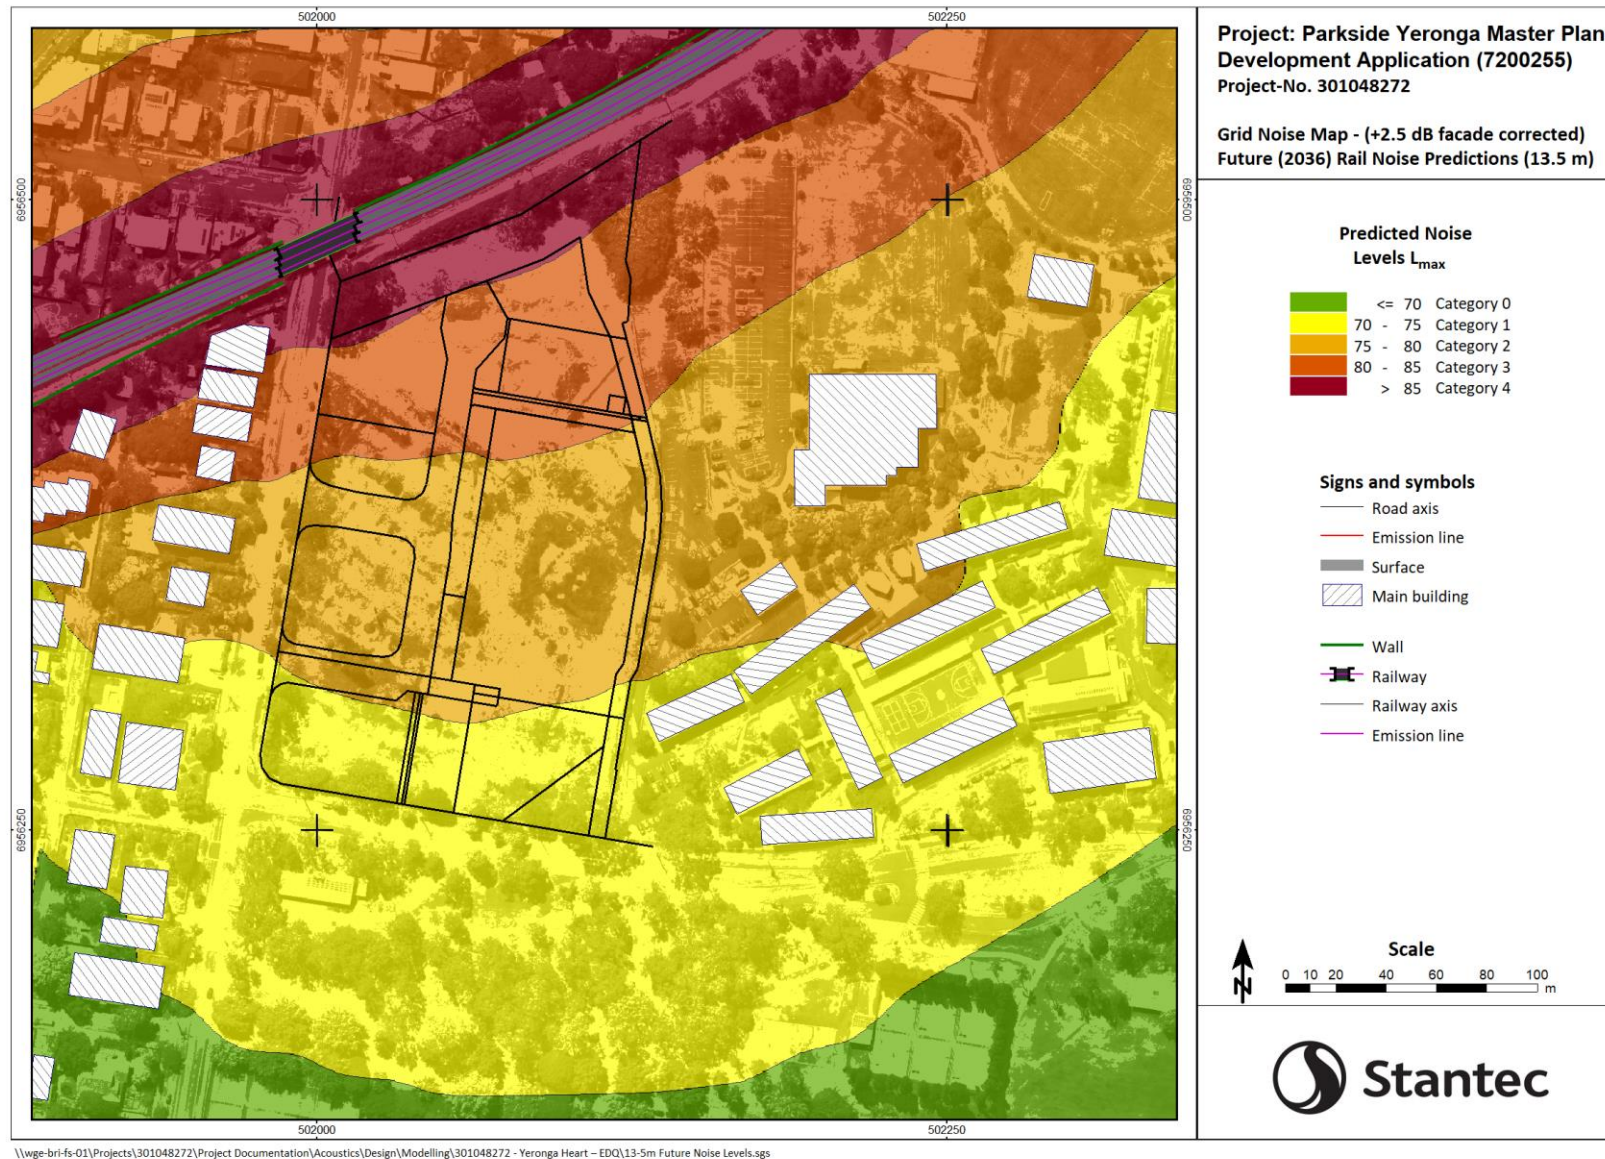 502000
502250
Project: Parkside Yeronga Master Plan
Development Application (7200255)
Project-No. 301048272
Grid Noise Map - (+2.5 dB facade corrected)
Future (2036) Rail Noise Predictions (13.5 m)
6956500
6956500
Predicted Noise
Levels Lmax
<= 70 Category 0
70 - 75 Category 1
75 - 80 Category 2
80 - 85 Category 3
> 85 Category 4
Signs and symbols
Road axis
Emission line
Surface
Main building
Wall
Railway
Railway axis
Emission line
6956250
6956250
N
Scale
0 10 20 40 60 80 100
m
Stantec
502000
502250
\\wge-bri-fs-01\Projects\301048272\Project Documentation\Acoustics\Design\Modelling\301048272 - Yeronga Heart – EDQ\13-5m Future Noise Levels.sgs